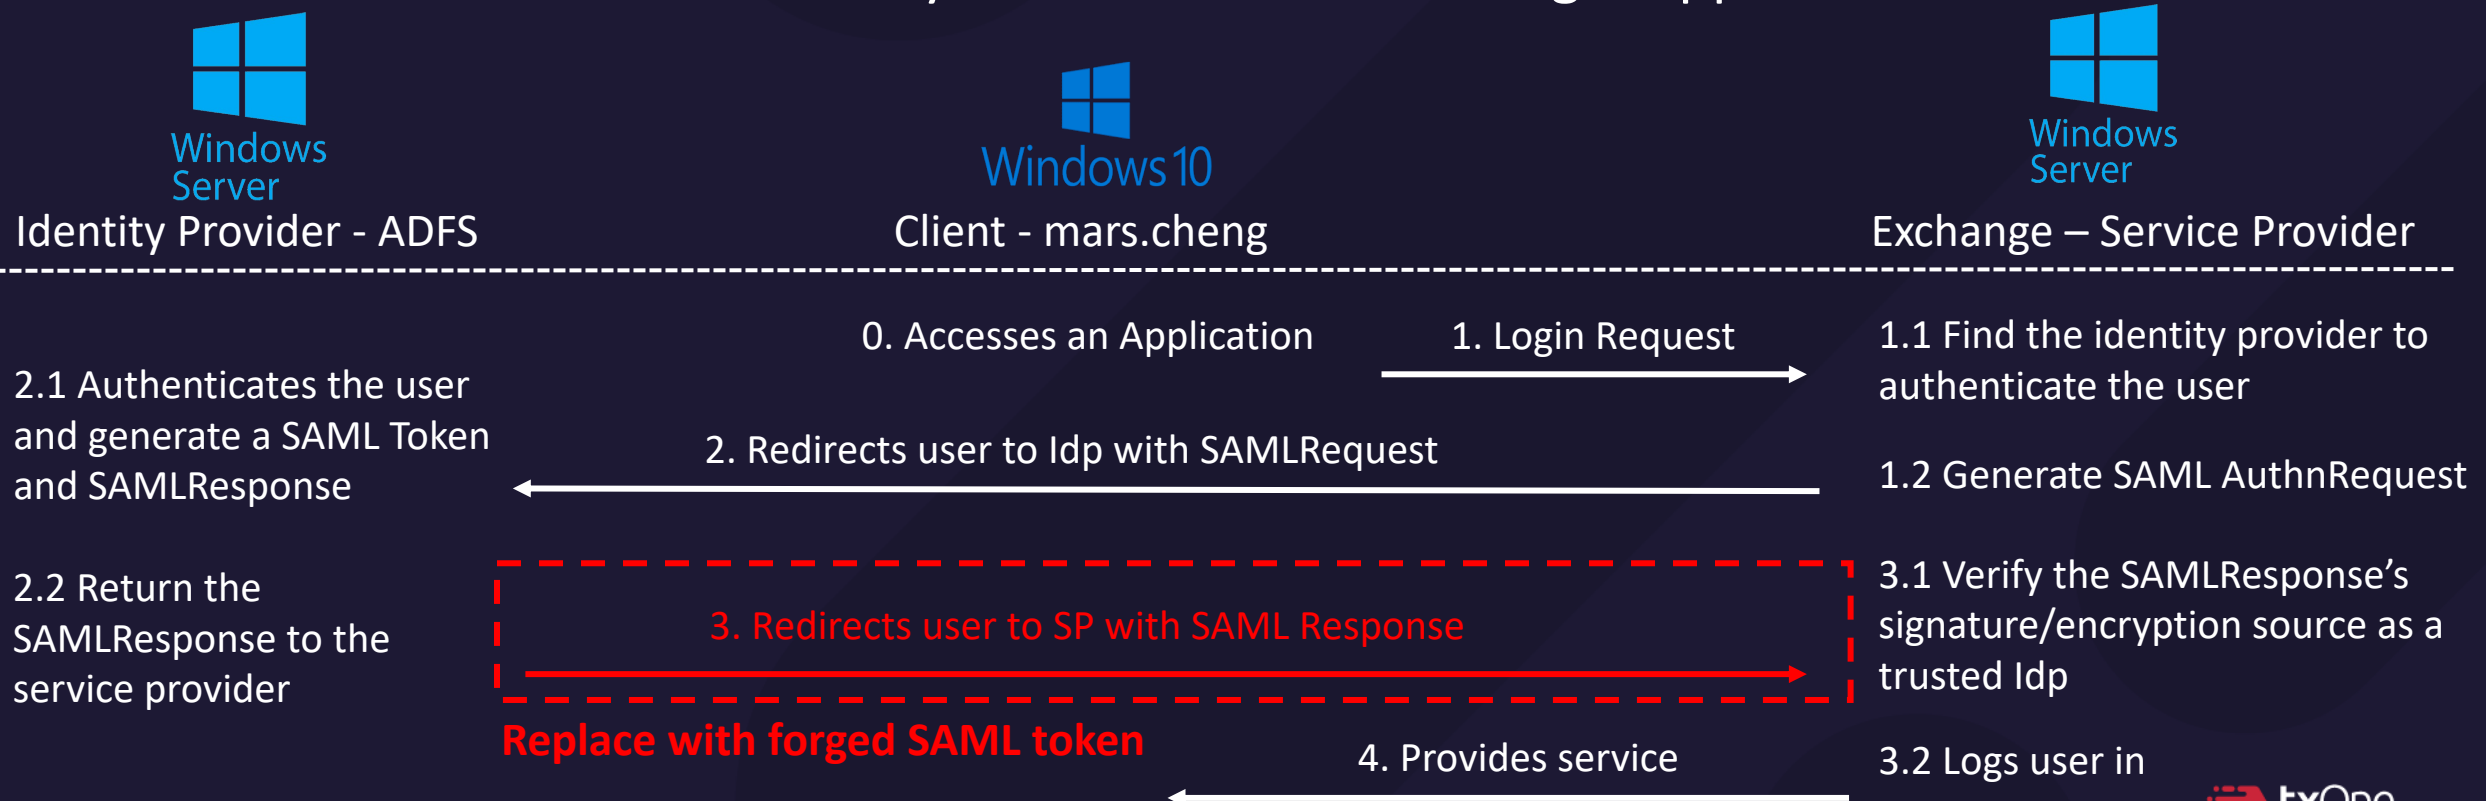 Windows
Server
Identity Provider - ADFS
Windows 10
Client - mars.cheng
Windows
Server
Exchange – Service Provider
0. Accesses an Application
1. Login Request
1.1 Find the identity provider to
authenticate the user
2.1 Authenticates the user
and generate a SAML Token
and SAMLResponse
2. Redirects user to Idp with SAMLRequest
1.2 Generate SAML AuthnRequest
2.2 Return the
SAMLResponse to the
service provider
3. Redirects user to SP with SAML Response
3.1 Verify the SAMLResponse’s
signature/encryption source as a
trusted Idp
Replace with forged SAML token
4. Provides service
3.2 Logs user in
txOne